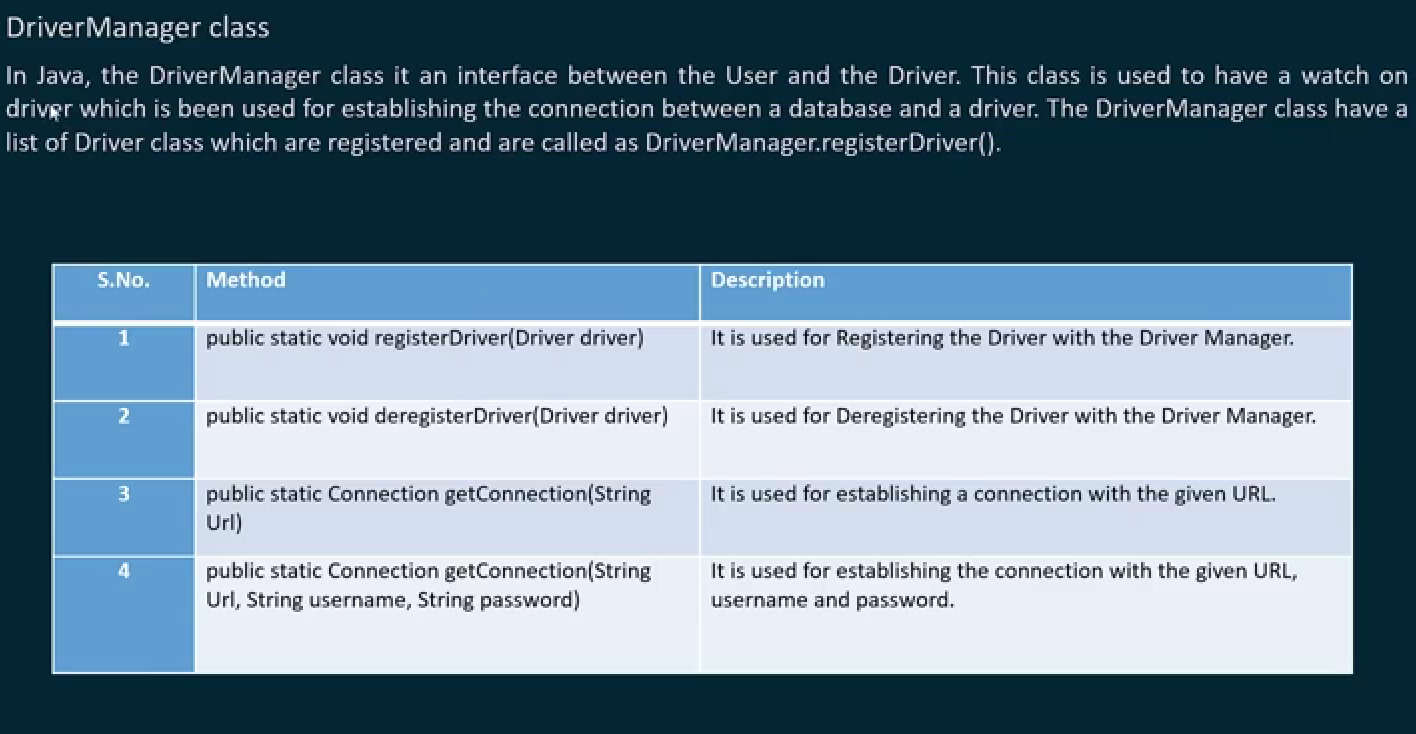 DriverManager class
In Java, the DriverManager class it an interface between the User and the Driver. This class is used to have a watch on
driver which is been used for establishing the connection between a database and a driver. The DriverManager class have a
list of Driver class which are registered and are called as DriverManager.registerDriver().
S.No. Method Description
1 public static void registerDriver(Driver driver) It is used for Registering the Driver with the Driver Manager.
2 public static void deregisterDriver(Driver driver) It is used for Deregistering the Driver with the Driver Manager.
3 public static Connection getConnection(String It is used for establishing a connection with the given URL.
Url)
4 public static Connection getConnection(String It is used for establishing the connection with the given URL,
Url, String username, String password) username and password.